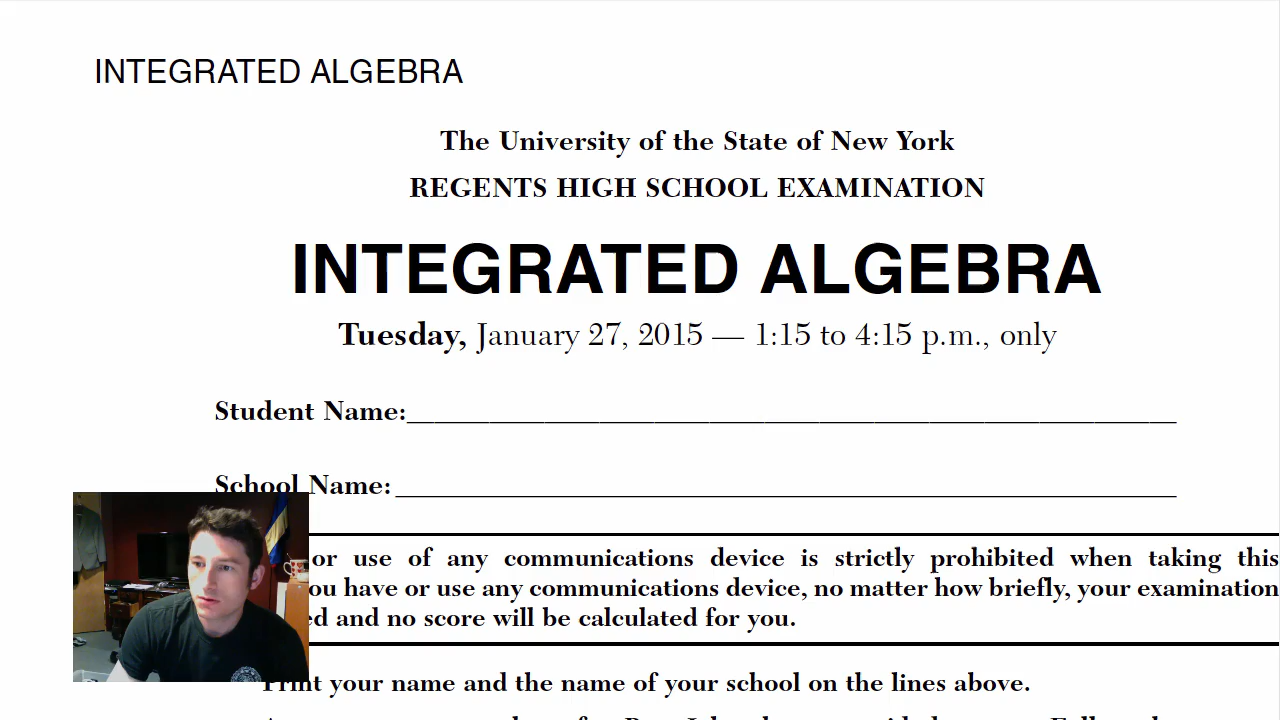 INTEGRATED ALGEBRA
The University of the State of New York
REGENTS HIGH SCHOOL EXAMINATION
INTEGRATED ALGEBRA
Tuesday, January 27, 2015 — 1:15 to 4:15 p.m., only
Student Name:
School Name:
or use of any communications device is strictly prohibited when taking this
you have or use any communications device, no matter how briefly, your examination
and no score will be calculated for you.
Print your name and the name of your school on the lines above.